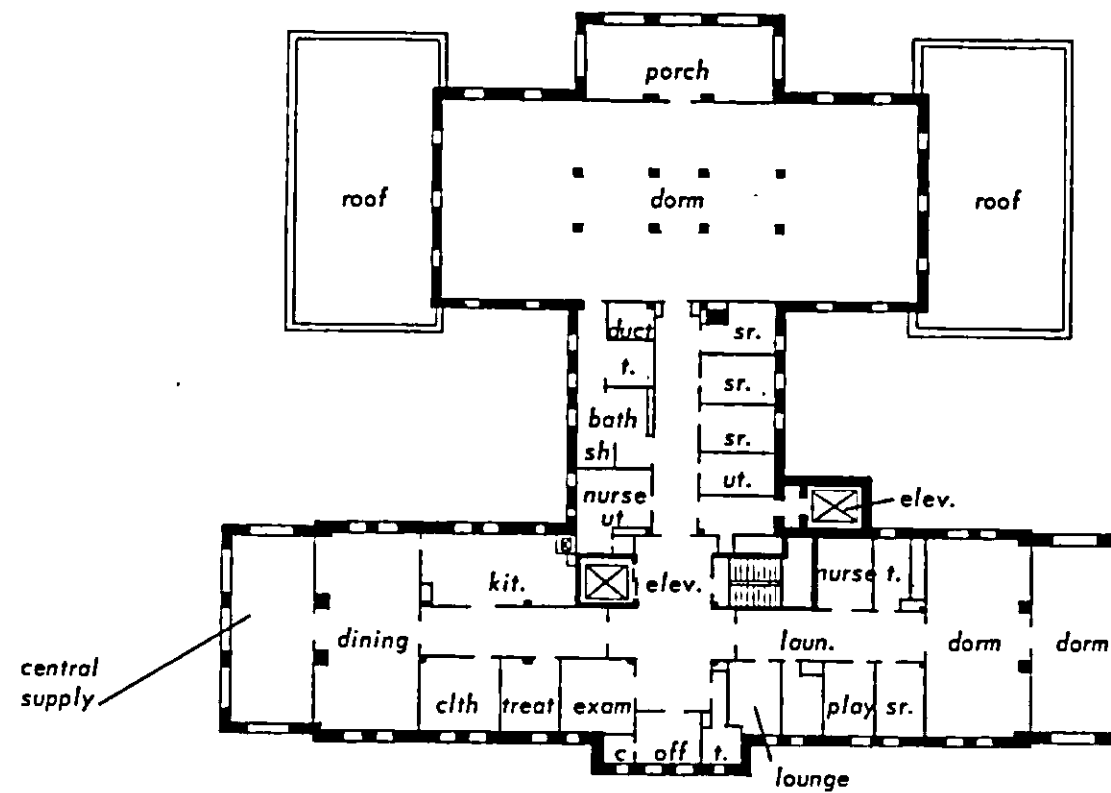 porch
roof
dorm
roof
duct
sr.
t.
sr.
bath
sr.
sh
ut.
nurse
ut
elev.
kit.
elev.
nurse t.
dining
laun.
dorm
dorm
central
supply
clth
treat
exam
play
sr.
c
off
t.
lounge